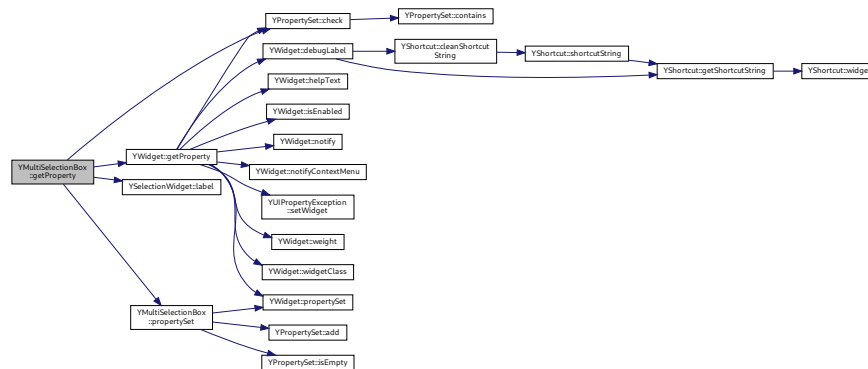 YPropertySet::check
YPropertySet::contains
YWidget::debugLabel
YShortcut::cleanShortcut
String
YShortcut::shortcutString
YShortcut::getShortcutString
YShortcut::widge
YWidget::helpText
YWidget::isEnabled
YWidget::notify
YWidget::getProperty
YMultiSelectionBox
::getProperty
YWidget::notifyContextMenu
YSelectionWidget::label
YUIPropertyException
::setWidget
YWidget::weight
YWidget::widgetClass
YWidget::propertySet
YMultiSelectionBox
::propertySet
YPropertySet::add
YPropertySet::isEmpty